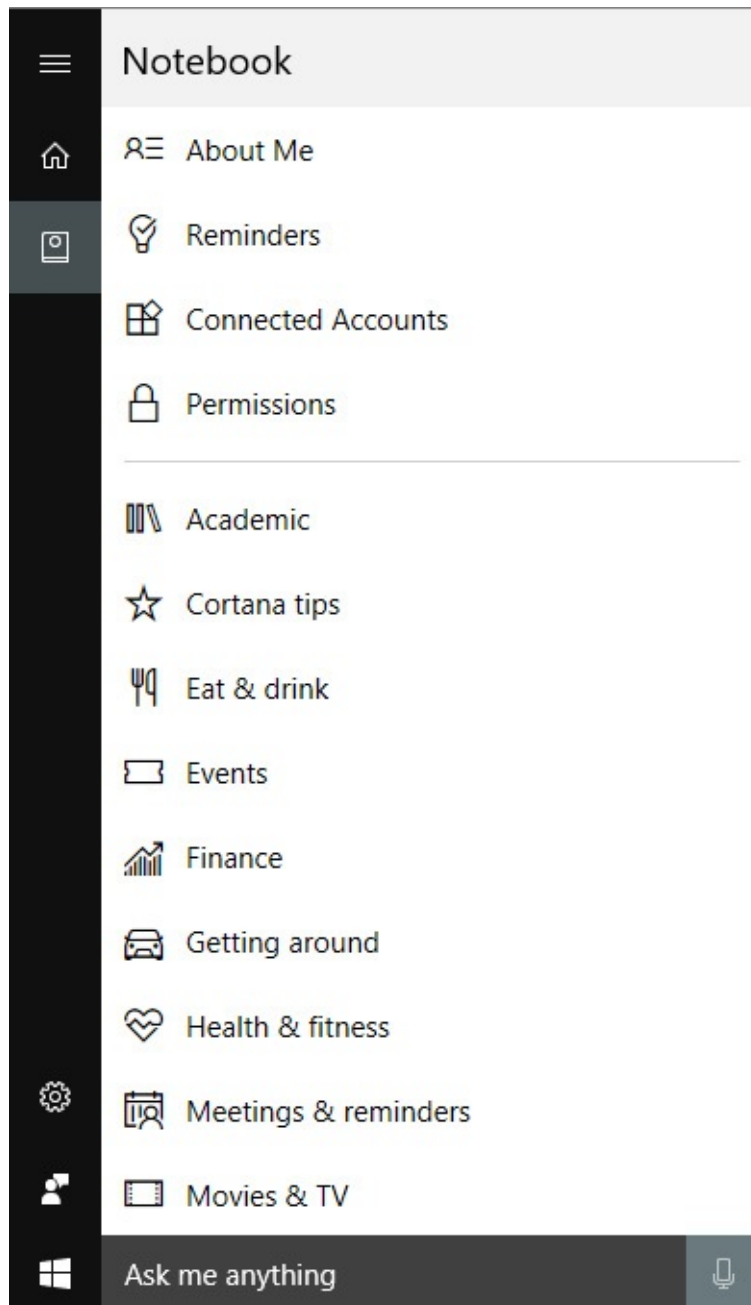 Notebook
About Me
Reminders
Connected Accounts
Permissions
Academic
Cortana tips
Eat & drink
Events
Finance
Getting around
Health & fitness
Meetings & reminders
Movies & TV
Ask me anything